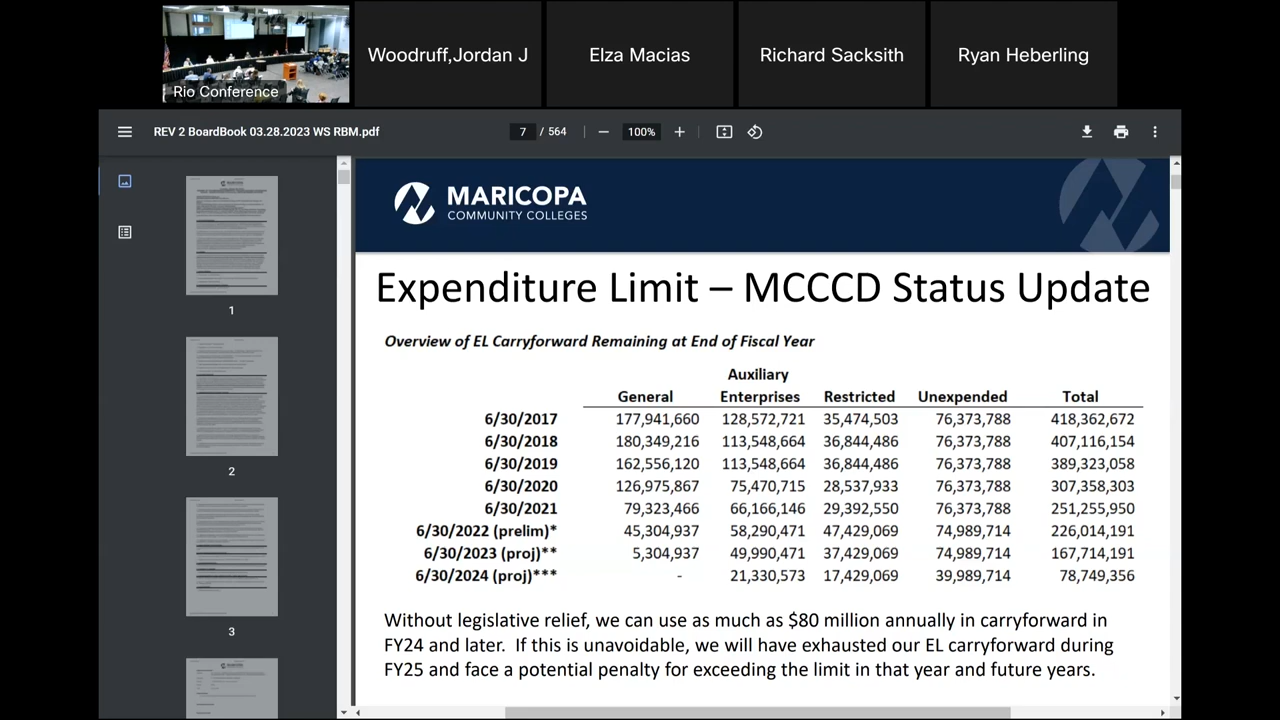 Rio Conference
Woodruff,Jordan J
Elza Macias
Richard Sacksith
Ryan Heberling
REV 2 BoardBook 03.28.2023 WS RBM.pdf
7 / 564
100%
1
2
3
MARICOPA
COMMUNITY COLLEGES
Expenditure Limit – MCCCD Status Update
Overview of EL Carryforward Remaining at End of Fiscal Year
Auxiliary
General Enterprises Restricted Unexpended Total
6/30/2017 177,941,660 128,572,721 35,474,503 76,373,788 418,362,672
6/30/2018 180,349,216 113,548,664 36,844,486 76,373,788 407,116,154
6/30/2019 162,556,120 113,548,664 36,844,486 76,373,788 389,323,058
6/30/2020 126,975,867 75,470,715 28,537,933 76,373,788 307,358,303
6/30/2021 79,323,466 66,166,146 29,392,550 76,373,788 251,255,950
6/30/2022 (prelim)* 45,304,937 58,290,471 47,429,069 74,989,714 226,014,191
6/30/2023 (proj)** 5,304,937 49,990,471 37,429,069 74,989,714 167,714,191
6/30/2024 (proj)*** - 21,330,573 17,429,069 39,989,714 78,749,356
Without legislative relief, we can use as much as $80 million annually in carryforward in
FY24 and later. If this is unavoidable, we will have exhausted our EL carryforward during
FY25 and face a potential penalty for exceeding the limit in that year and future years.